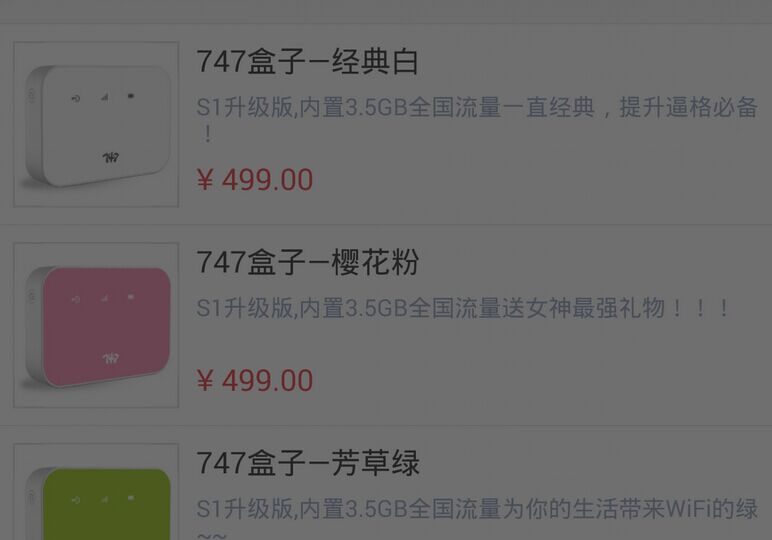 747盒子—经典白
S1升级版,内置3.5GB全国流量一直经典，提升逼格必备
！
747
¥ 499.00
747盒子—樱花粉
S1升级版,内置3.5GB全国流量送女神最强礼物！！！
747
¥ 499.00
747盒子—芳草绿
S1升级版,内置3.5GB全国流量为你的生活带来WiFi的绿
~~